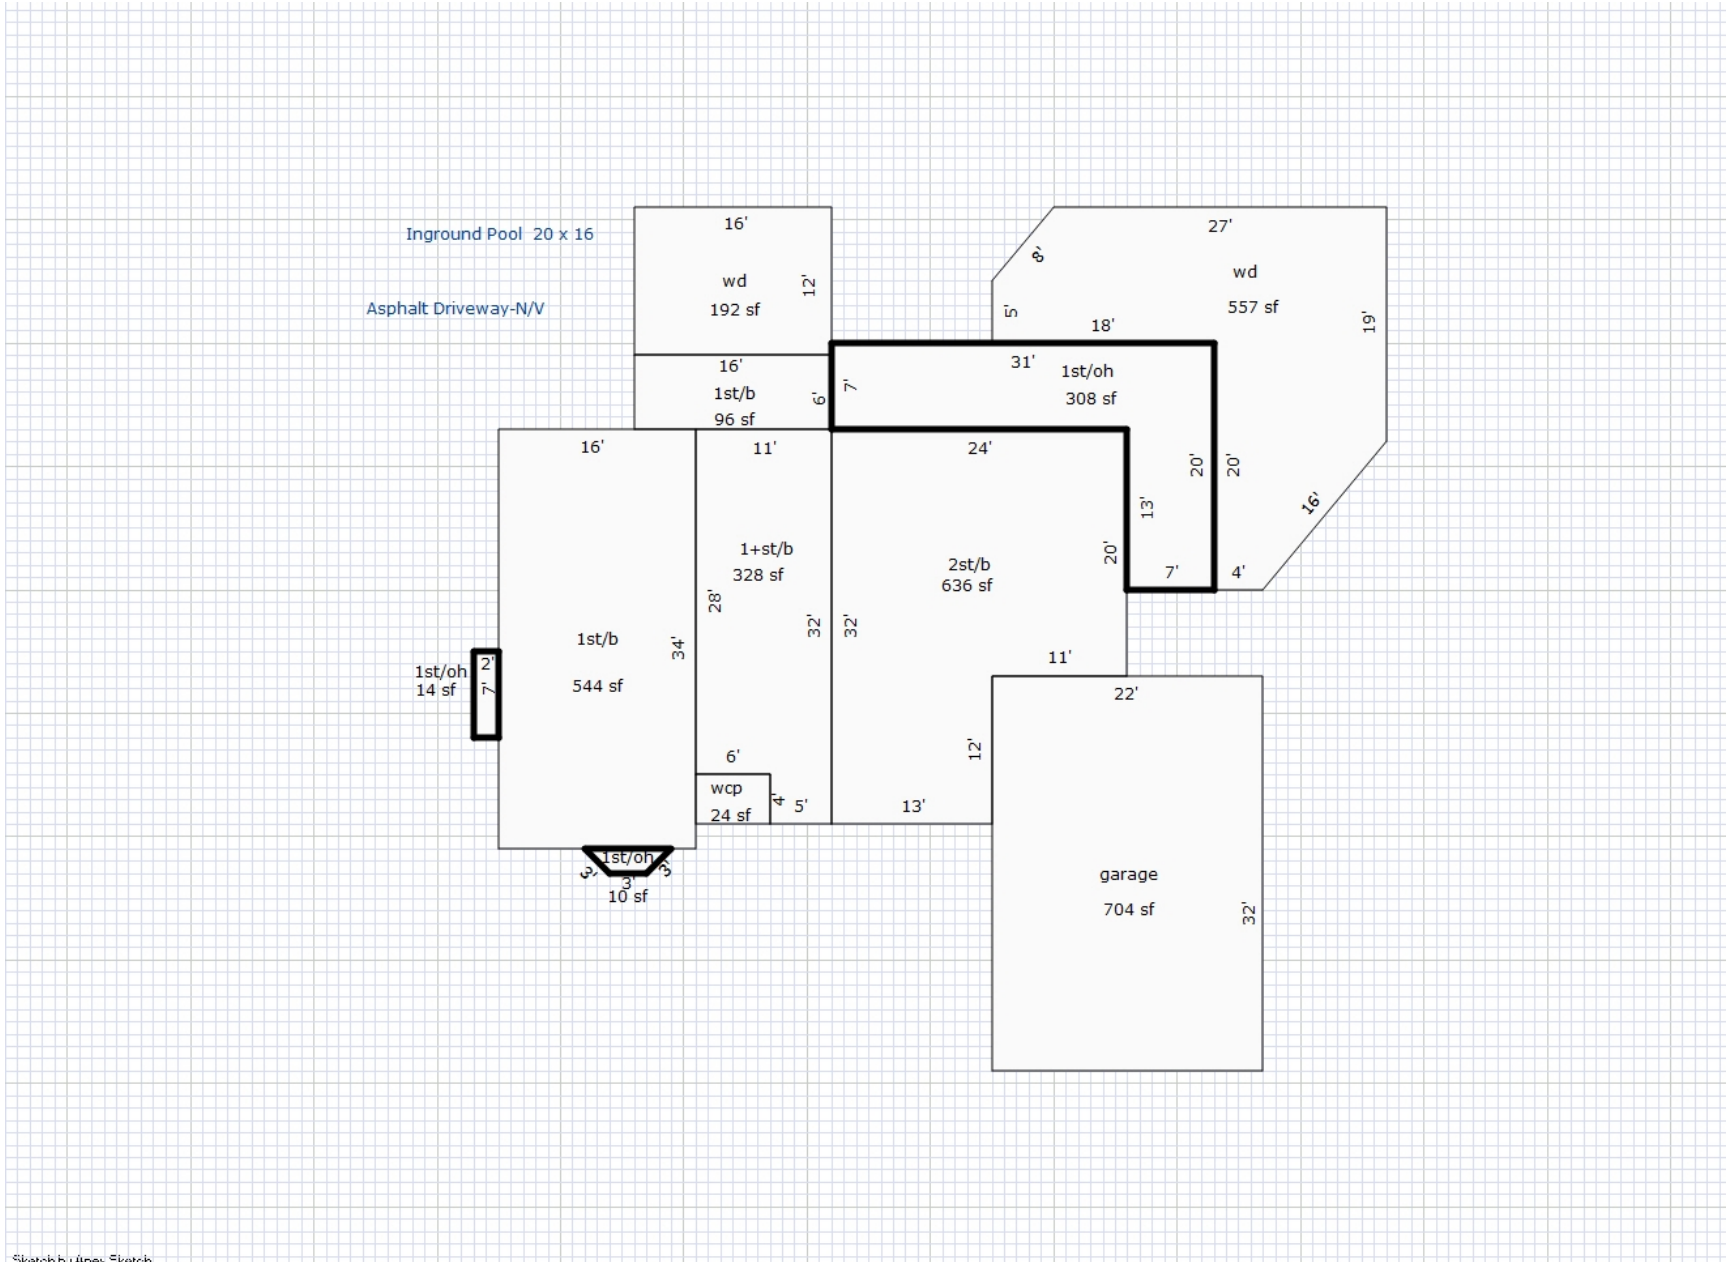 16'
27'
Inground Pool  20 x 16
8'
wd
wd
12'
192 sf
557 sf
Asphalt Driveway-N/V
5'
19'
18'
16'
31'
1st/oh
7'
1st/b
6'
308 sf
96 sf
16'
11'
24'
20'
20'
16'
13'
1+st/b
328 sf
20'
2st/b
636 sf
7'
4'
28'
32'
32'
1st/b
34'
11'
1st/oh
14 sf
2'
7'
544 sf
22'
6'
12'
wcp
24 sf
4'
5'
13'
1st/oh
3'
3'
3'
10 sf
garage
704 sf
32'
Sketch by Apex Sketch